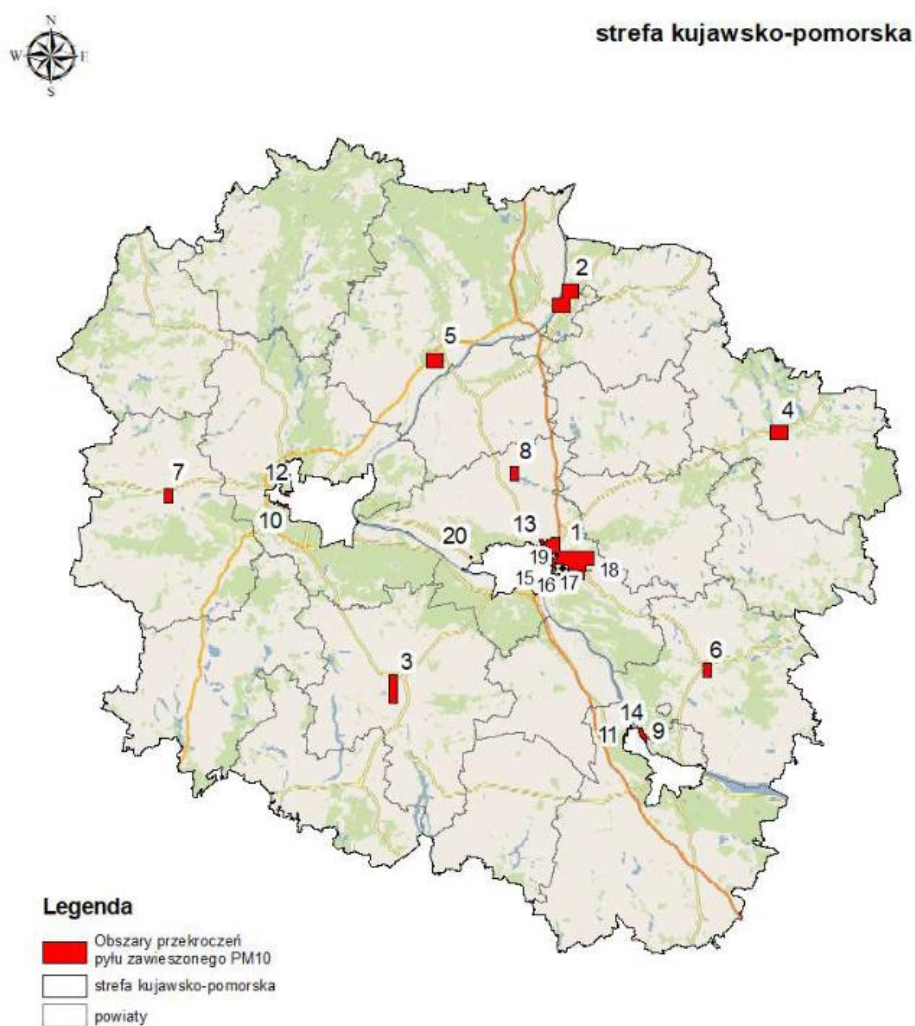 N
strefa kujawsko-pomorska
W E
S
2
5
4
8
7
12
10
13
1
20
19
18
15
16
17
6
3
14
11
9
Legenda
Obszary przekroczeń
pyłu zawieszonego PM10
strefa kujawsko-pomorska
powiaty